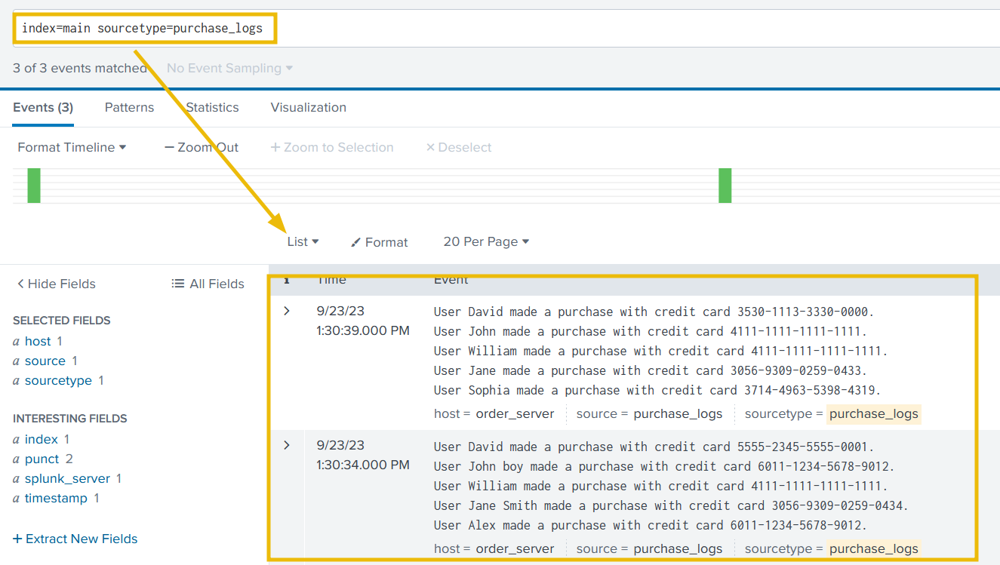 index=main sourcetype=purchase_logs
3 of 3 events matched No Event Sampling
Events (3) Patterns Statistics Visualization
Format Timeline — Zoom Out + Zoom to Selection × Deselect
List Format 20 Per Page
< Hide Fields All Fields
i Time Event
SELECTED FIELDS
a host 1
a source 1
a sourcetype 1
INTERESTING FIELDS
a index 1
a punct 2
a splunk_server 1
a timestamp 1
+ Extract New Fields
> 9/23/23
1:30:39.000 PM
User David made a purchase with credit card 3530-1113-3330-0000.
User John made a purchase with credit card 4111-1111-1111-1111.
User William made a purchase with credit card 4111-1111-1111-1111.
User Jane made a purchase with credit card 3056-9309-0259-0433.
User Sophia made a purchase with credit card 3714-4963-5398-4319.
host = order_server source = purchase_logs sourcetype = purchase_logs
> 9/23/23
1:30:34.000 PM
User David made a purchase with credit card 5555-2345-5555-0001.
User John boy made a purchase with credit card 6011-1234-5678-9012.
User William made a purchase with credit card 4111-1111-1111-1111.
User Jane Smith made a purchase with credit card 3056-9309-0259-0434.
User Alex made a purchase with credit card 6011-1234-5678-9012.
host = order_server source = purchase_logs sourcetype = purchase_logs